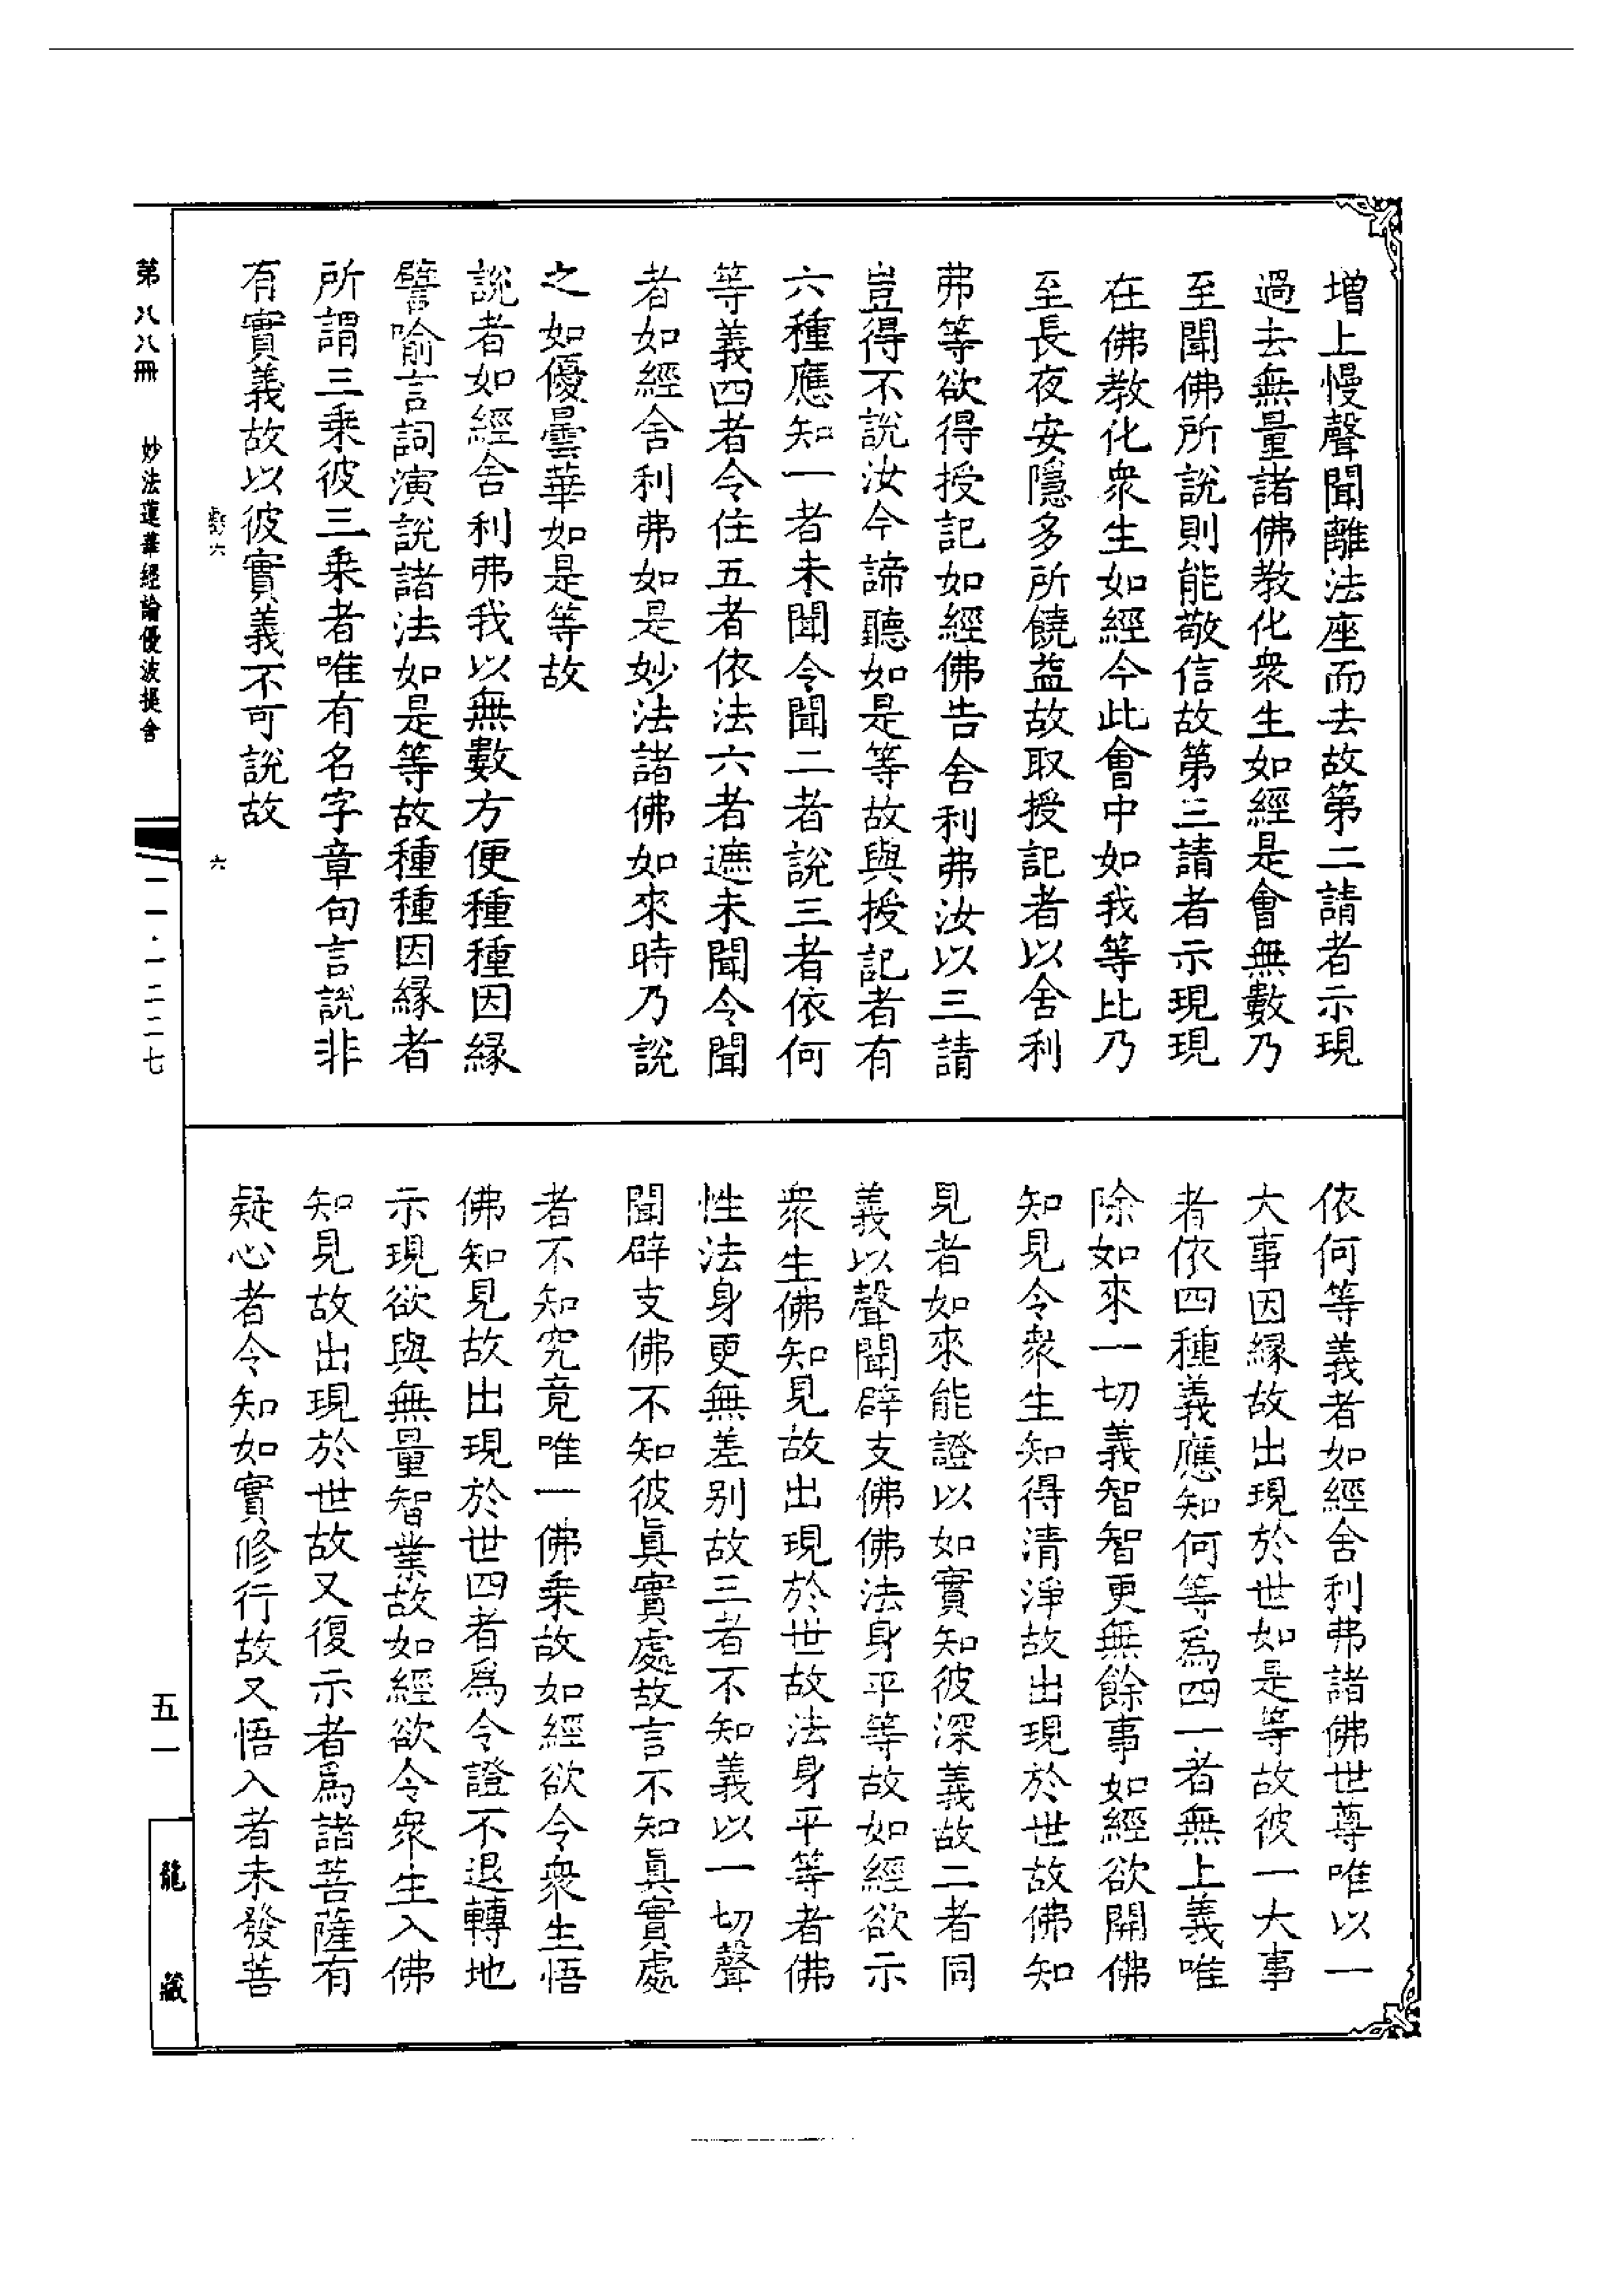 增上慢聲聞離法座而去故第二請者示現
過去無量諸佛教化衆生如經是會無數乃
至聞佛所說則能敬信故第三請者示現現
在佛教化衆生如經今此會中如我等比乃
至長夜安隱多所饒益故取授記者以舍利
弗等欲得授記如經佛告舍利弗汝以三請
豈得不說汝今諦聽如是等故與授記者有
六種應知一者未聞令聞二者說三者依何
等義四者令住五者依法六者遮未聞令聞
者如經舍利弗如是妙法諸佛如來時乃說
之如優曇華如是等故
說者如經舍利弗我以無數方便種種因緣
譬喻言詞演說諸法如是等故種種因緣者
所謂三乘彼三乘者唯有名字章句言說非
有實義故以彼實義不可說故
六
六
依何等義者如經舍利弗諸佛世尊唯以一
大事因緣故出現於世如是等故彼一大事
者依四種義應知何等爲四一者無上義唯
除如來一切義智智更無餘事如經欲開佛
知見令衆生知得清淨故出現於世故佛知
見者如來能證以如實知彼深義故二者同
義以聲聞辟支佛佛法身平等故如經欲示
衆生佛知見故出現於世故法身平等者佛
性法身更無差别故三者不知義以一切聲
聞辟支佛不知彼眞實處故言不知眞實處
者不知究竟唯一佛乘故如經欲令衆生悟
佛知見故出現於世四者爲令證不退轉地
示現欲與無量智業故如經欲令衆生入佛
知見故出現於世故又復示者爲諸菩薩有
疑心者令知如實修行故又悟入者未發菩
第八八冊　妙法蓮華經論優波提舍
一一·一二二七
五一
龍藏